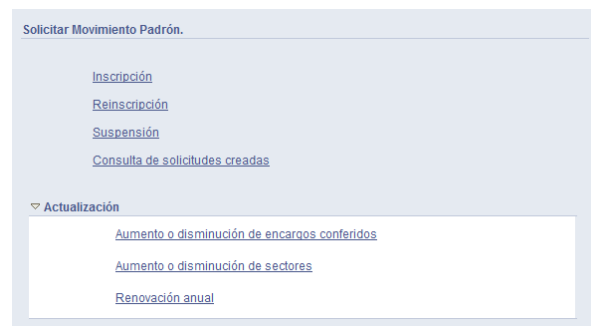 Solicitar Movimiento Padrón.
Inscripción
Reinscripción
Suspensión
Consulta de solicitudes creadas
Actualización
Aumento o disminución de encargos conferidos
Aumento o disminución de sectores
Renovación anual